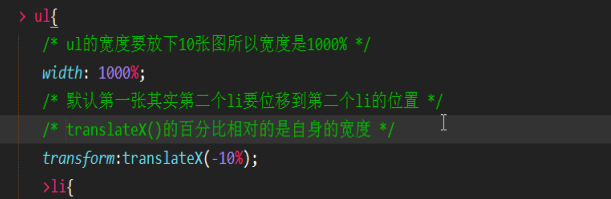 > ul{
/* ul的宽度要放下10张图所以宽度是1000% */
width: 1000%;
/* 默认第一张其实第二个li要位移到第二个li的位置 */
/* translateX()的百分比相对的是自身的宽度 */
transform:translateX(-10%);
>li{